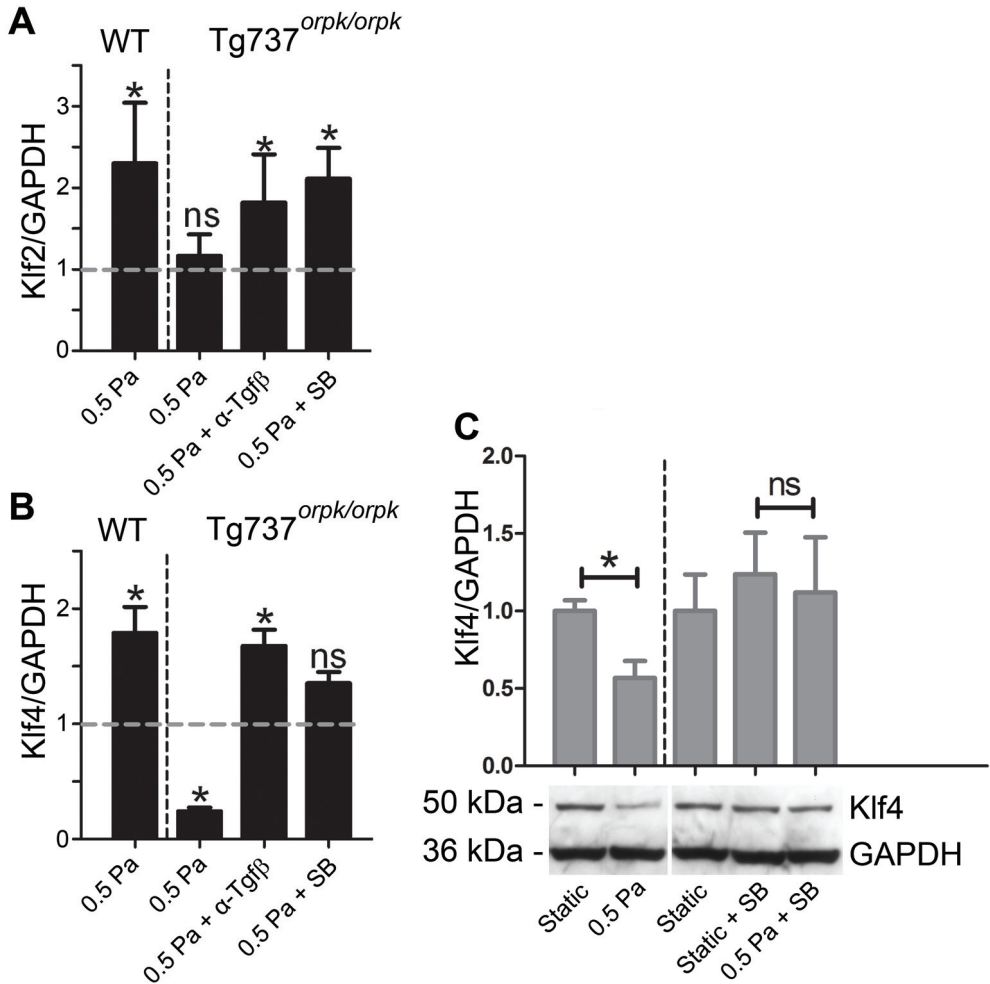 A
WT
Tg737orpk/orpk
Klf2/GAPDH
3
2
1
0
*
ns
*
*
0.5 Pa
0.5 Pa
0.5 Pa + α-Tgfβ
0.5 Pa + SB
B
WT
Tg737orpk/orpk
Klf4/GAPDH
2
1
0
*
*
*
ns
0.5 Pa
0.5 Pa
0.5 Pa + α-Tgfβ
0.5 Pa + SB
C
Klf4/GAPDH
2.0
1.5
1.0
0.5
0.0
*
ns
50 kDa -
Klf4
36 kDa -
GAPDH
Static
0.5 Pa
Static
Static + SB
0.5 Pa + SB